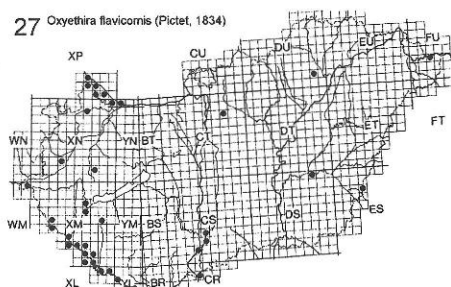 27 Oxyethira flavicornis (Pictet, 1834)
XP CU DU EU FU
WN XN YN BT CT DT ET FT
WM XM YM BS CS DS ES
XL YL BR CR